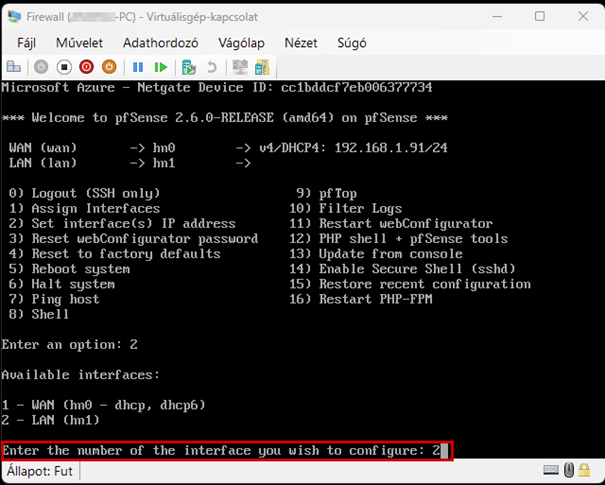 Firewall ( -PC) - Virtuálisgép-kapcsolat
Fájl Művelet Adathordozó Vágólap Nézet Súgó
Microsoft Azure - Netgate Device ID: cc1bddcf7eb006377734
*** Welcome to pfSense 2.6.0-RELEASE (amd64) on pfSense ***
WAN (wan) -> hn0 -> v4/DHCP4: 192.168.1.91/24
LAN (lan) -> hn1 ->
0) Logout (SSH only) 9) pfTop
1) Assign Interfaces 10) Filter Logs
2) Set interface(s) IP address 11) Restart webConfigurator
3) Reset webConfigurator password 12) PHP shell + pfSense tools
4) Reset to factory defaults 13) Update from console
5) Reboot system 14) Enable Secure Shell (sshd)
6) Halt system 15) Restore recent configuration
7) Ping host 16) Restart PHP-FPM
8) Shell
Enter an option: 2
Available interfaces:
1 - WAN (hn0 - dhcp, dhcp6)
2 - LAN (hn1)
Enter the number of the interface you wish to configure: 2
Állapot: Fut